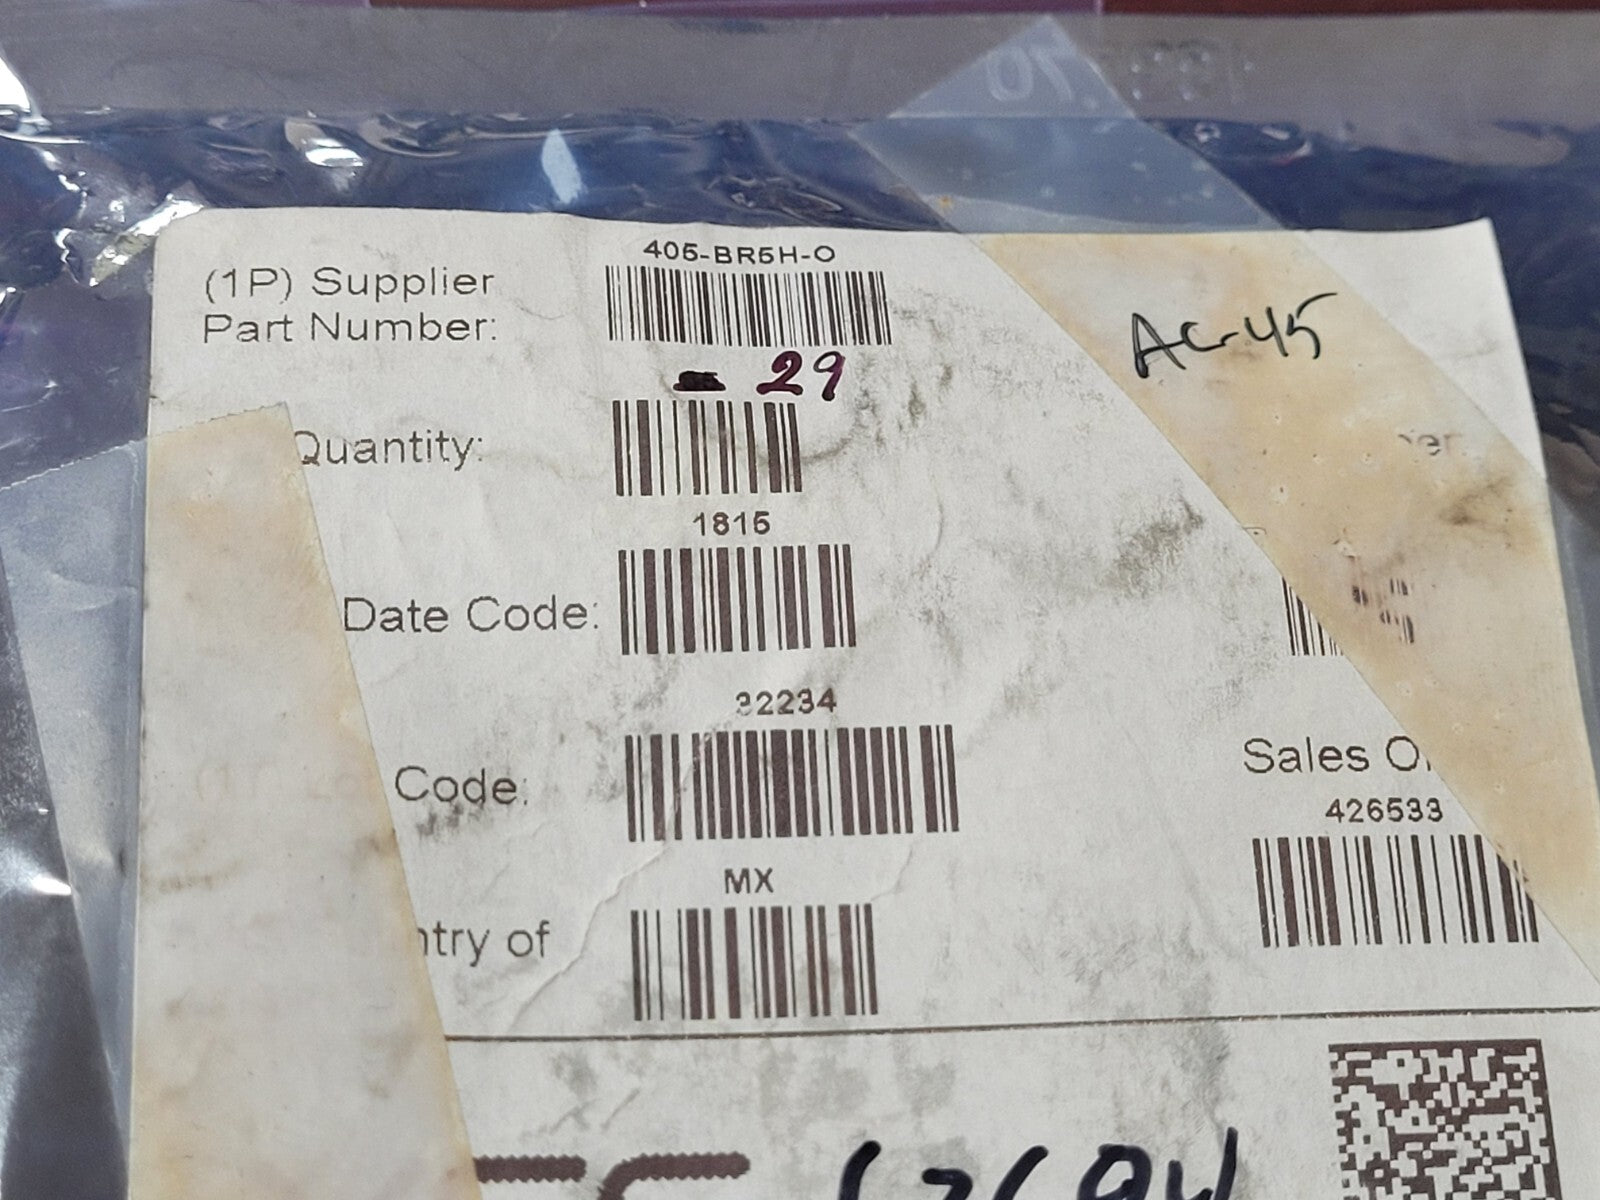 405-BR5H-O
(1P) Supplier
Part Number:
29
AC-45
Quantity:
1815
Date Code:
32234
Code:
Sales O
426533
MX
ntry of